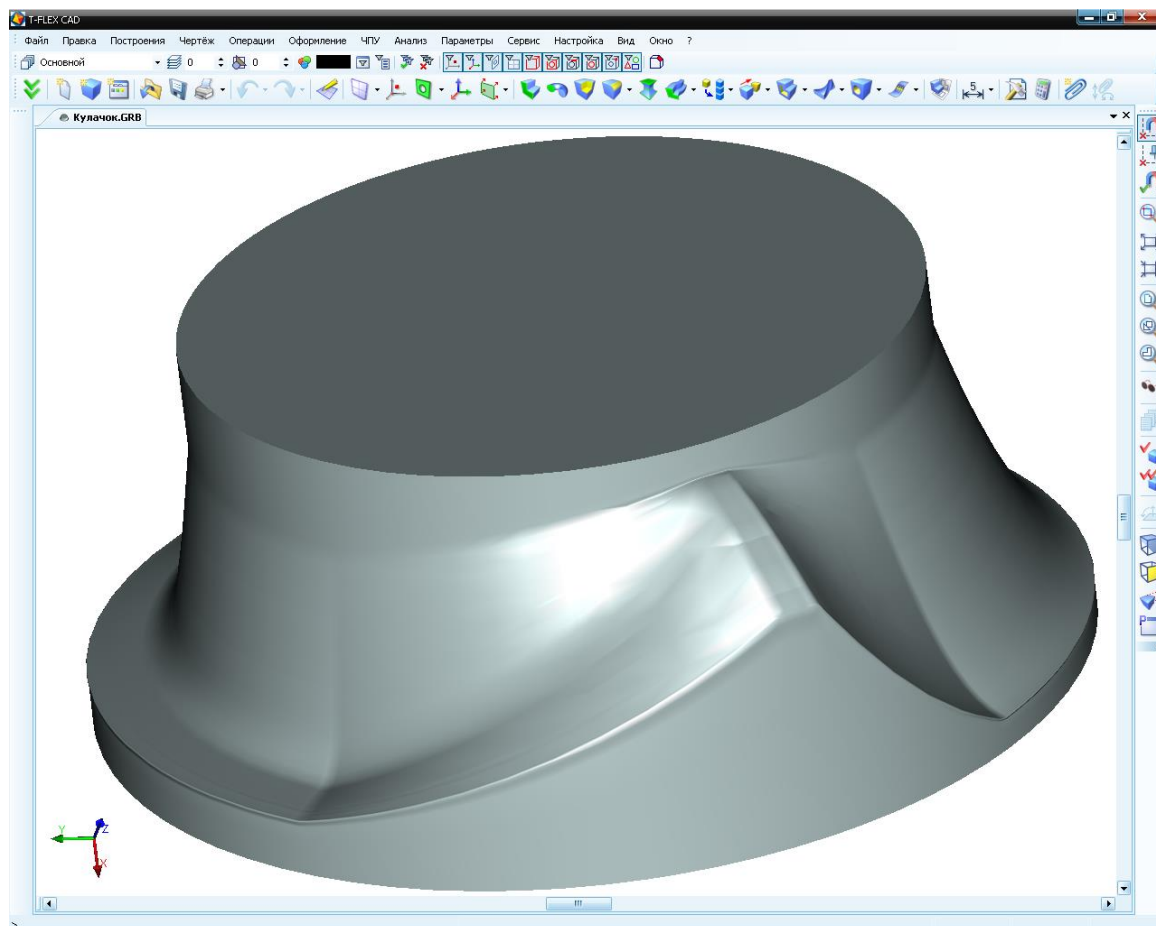 T-FLEX CAD
Файл Правка Построения Чертёж Операции Оформление ЧПУ Анализ Параметры Сервис Настройка Вид Окно ?
Основной 0 0
5
Кулачок.GRB
Y Z
X